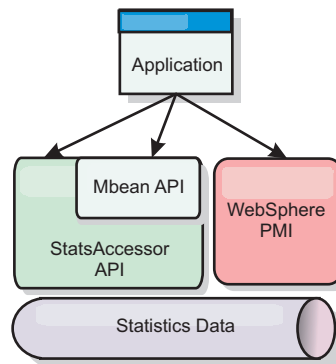 Application
Mbean API
StatsAccessor
API
WebSphere
PMI
Statistics Data